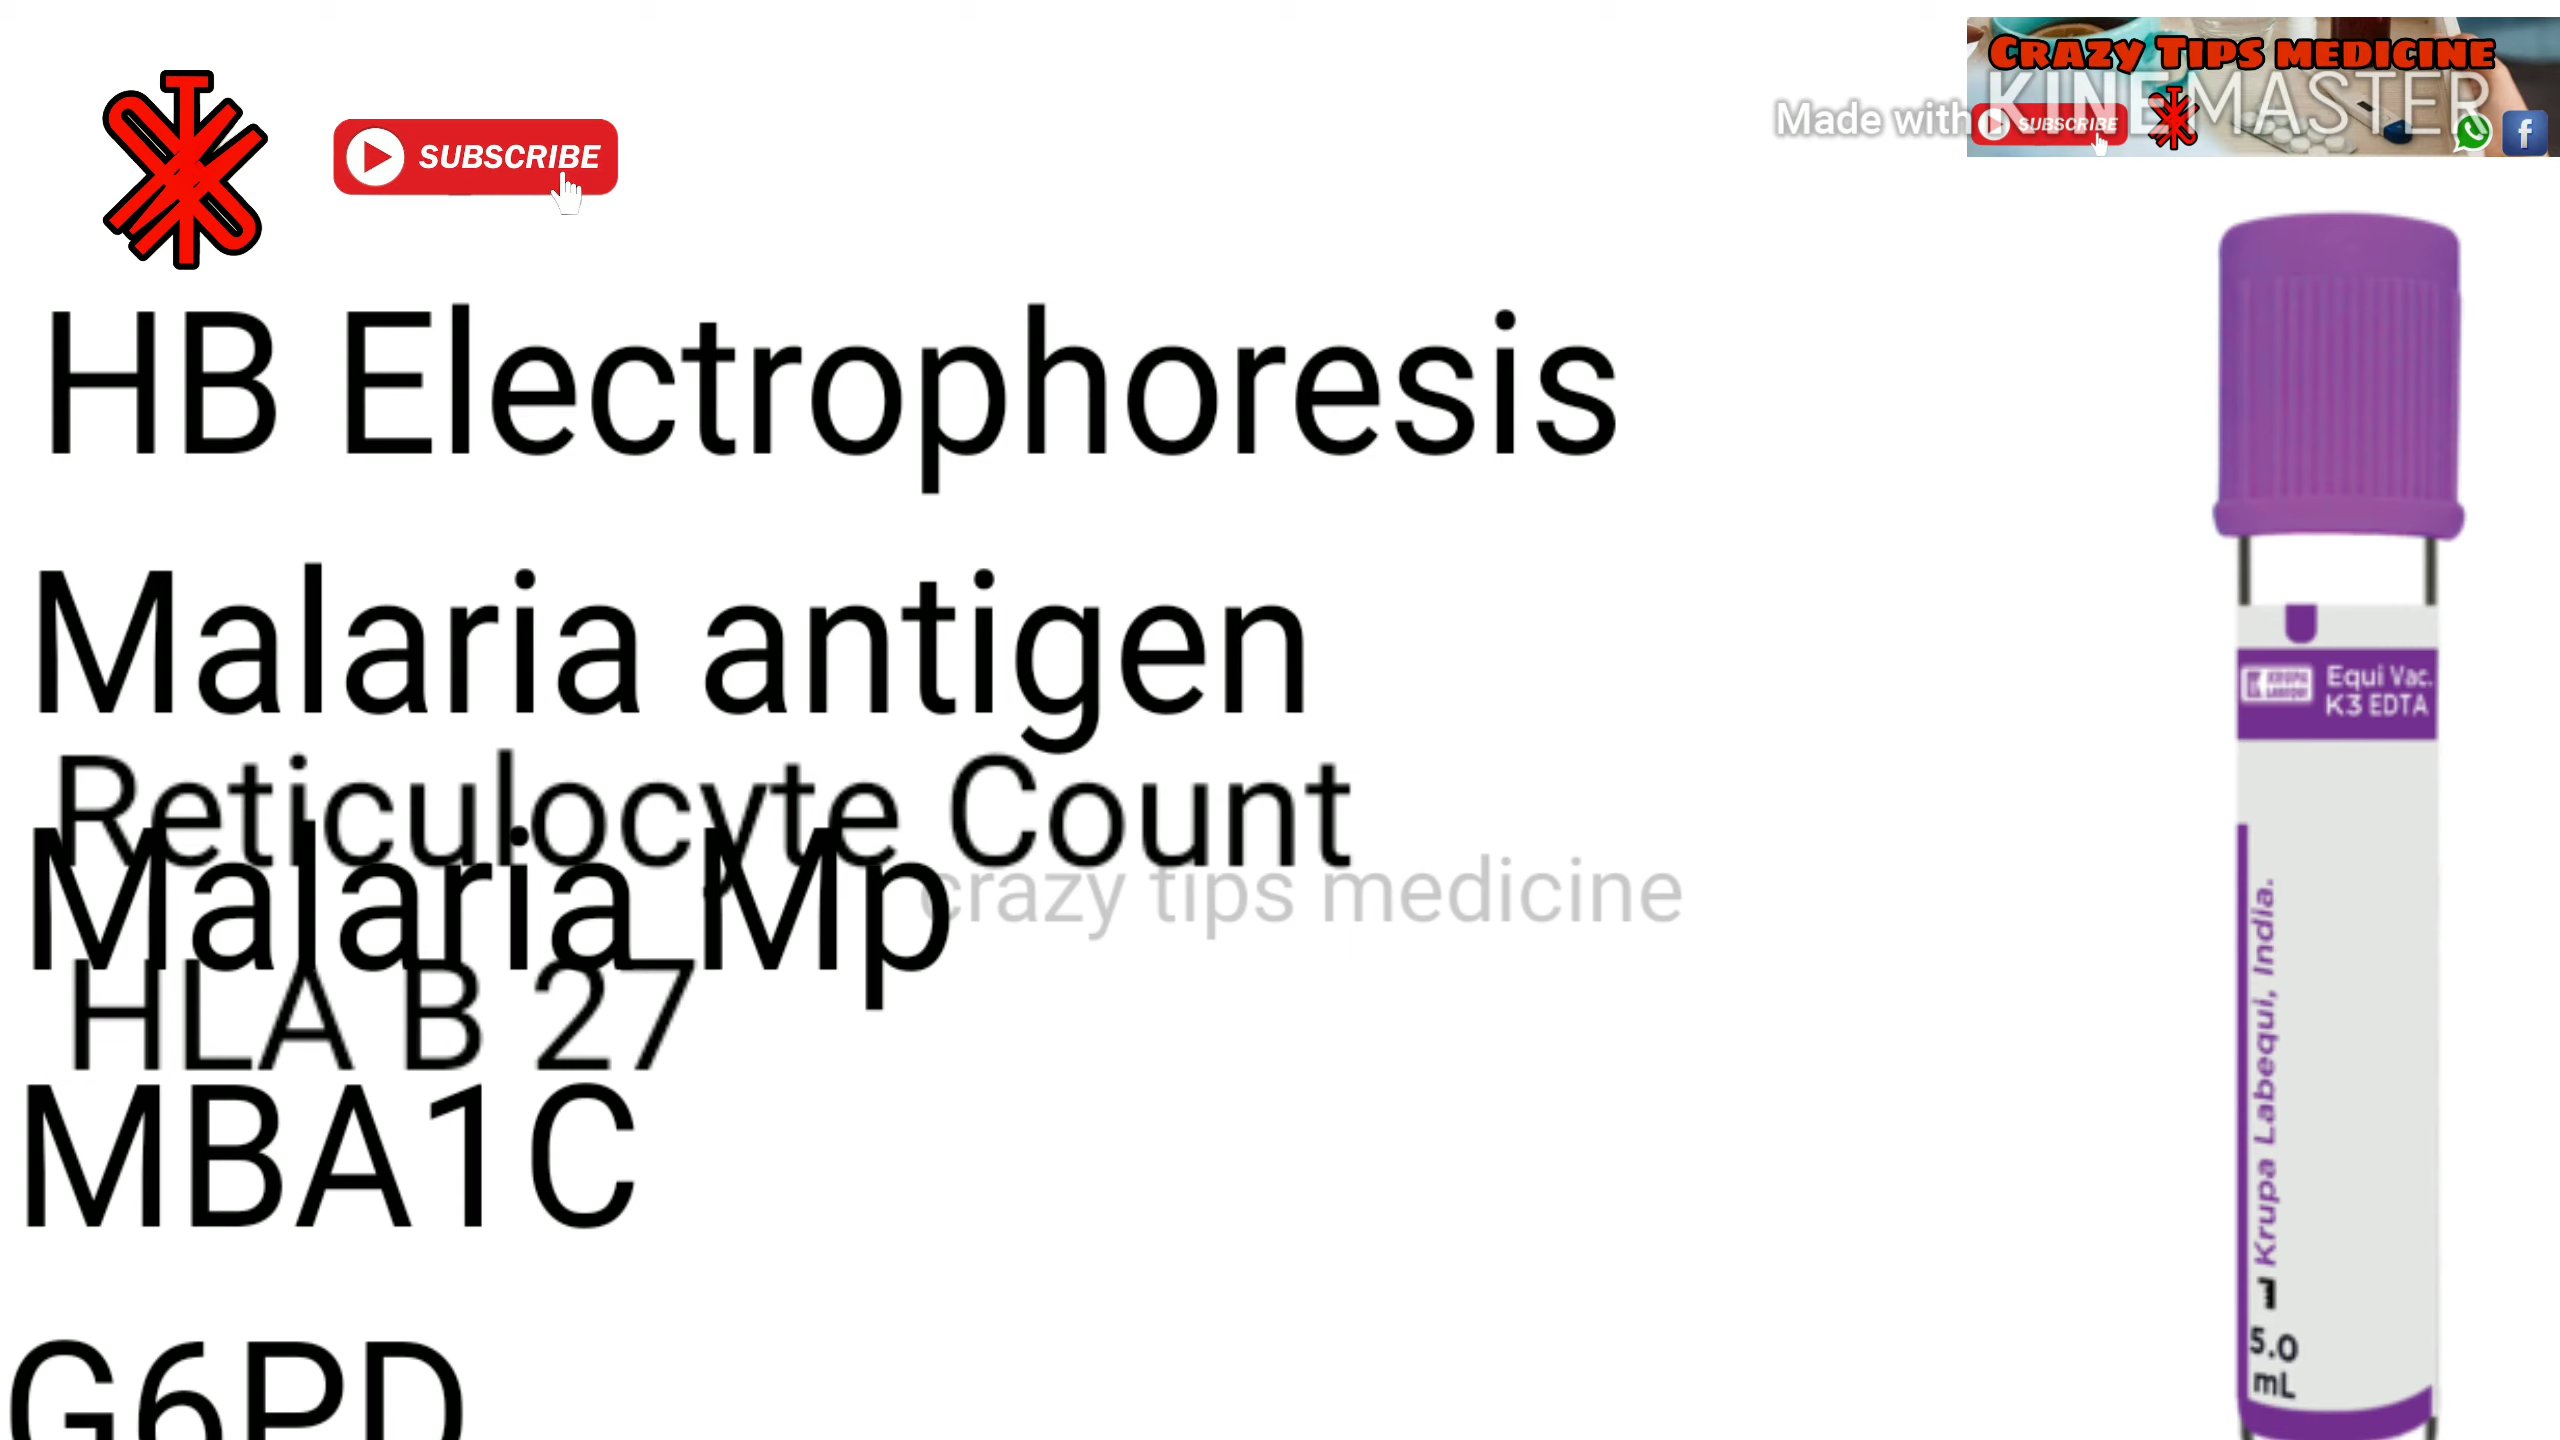 Crazy Tips medicine
Made with KINEMASTER
SUBSCRIBE
SUBSCRIBE
HB Electrophoresis
Malaria antigen
Reticulocyte Count
Malaria Mp
crazy tips medicine
HLA B 27
MBA1C
G6PD
Equi Vac.
K3 EDTA
Krupa Labequi, India.
5.0
mL